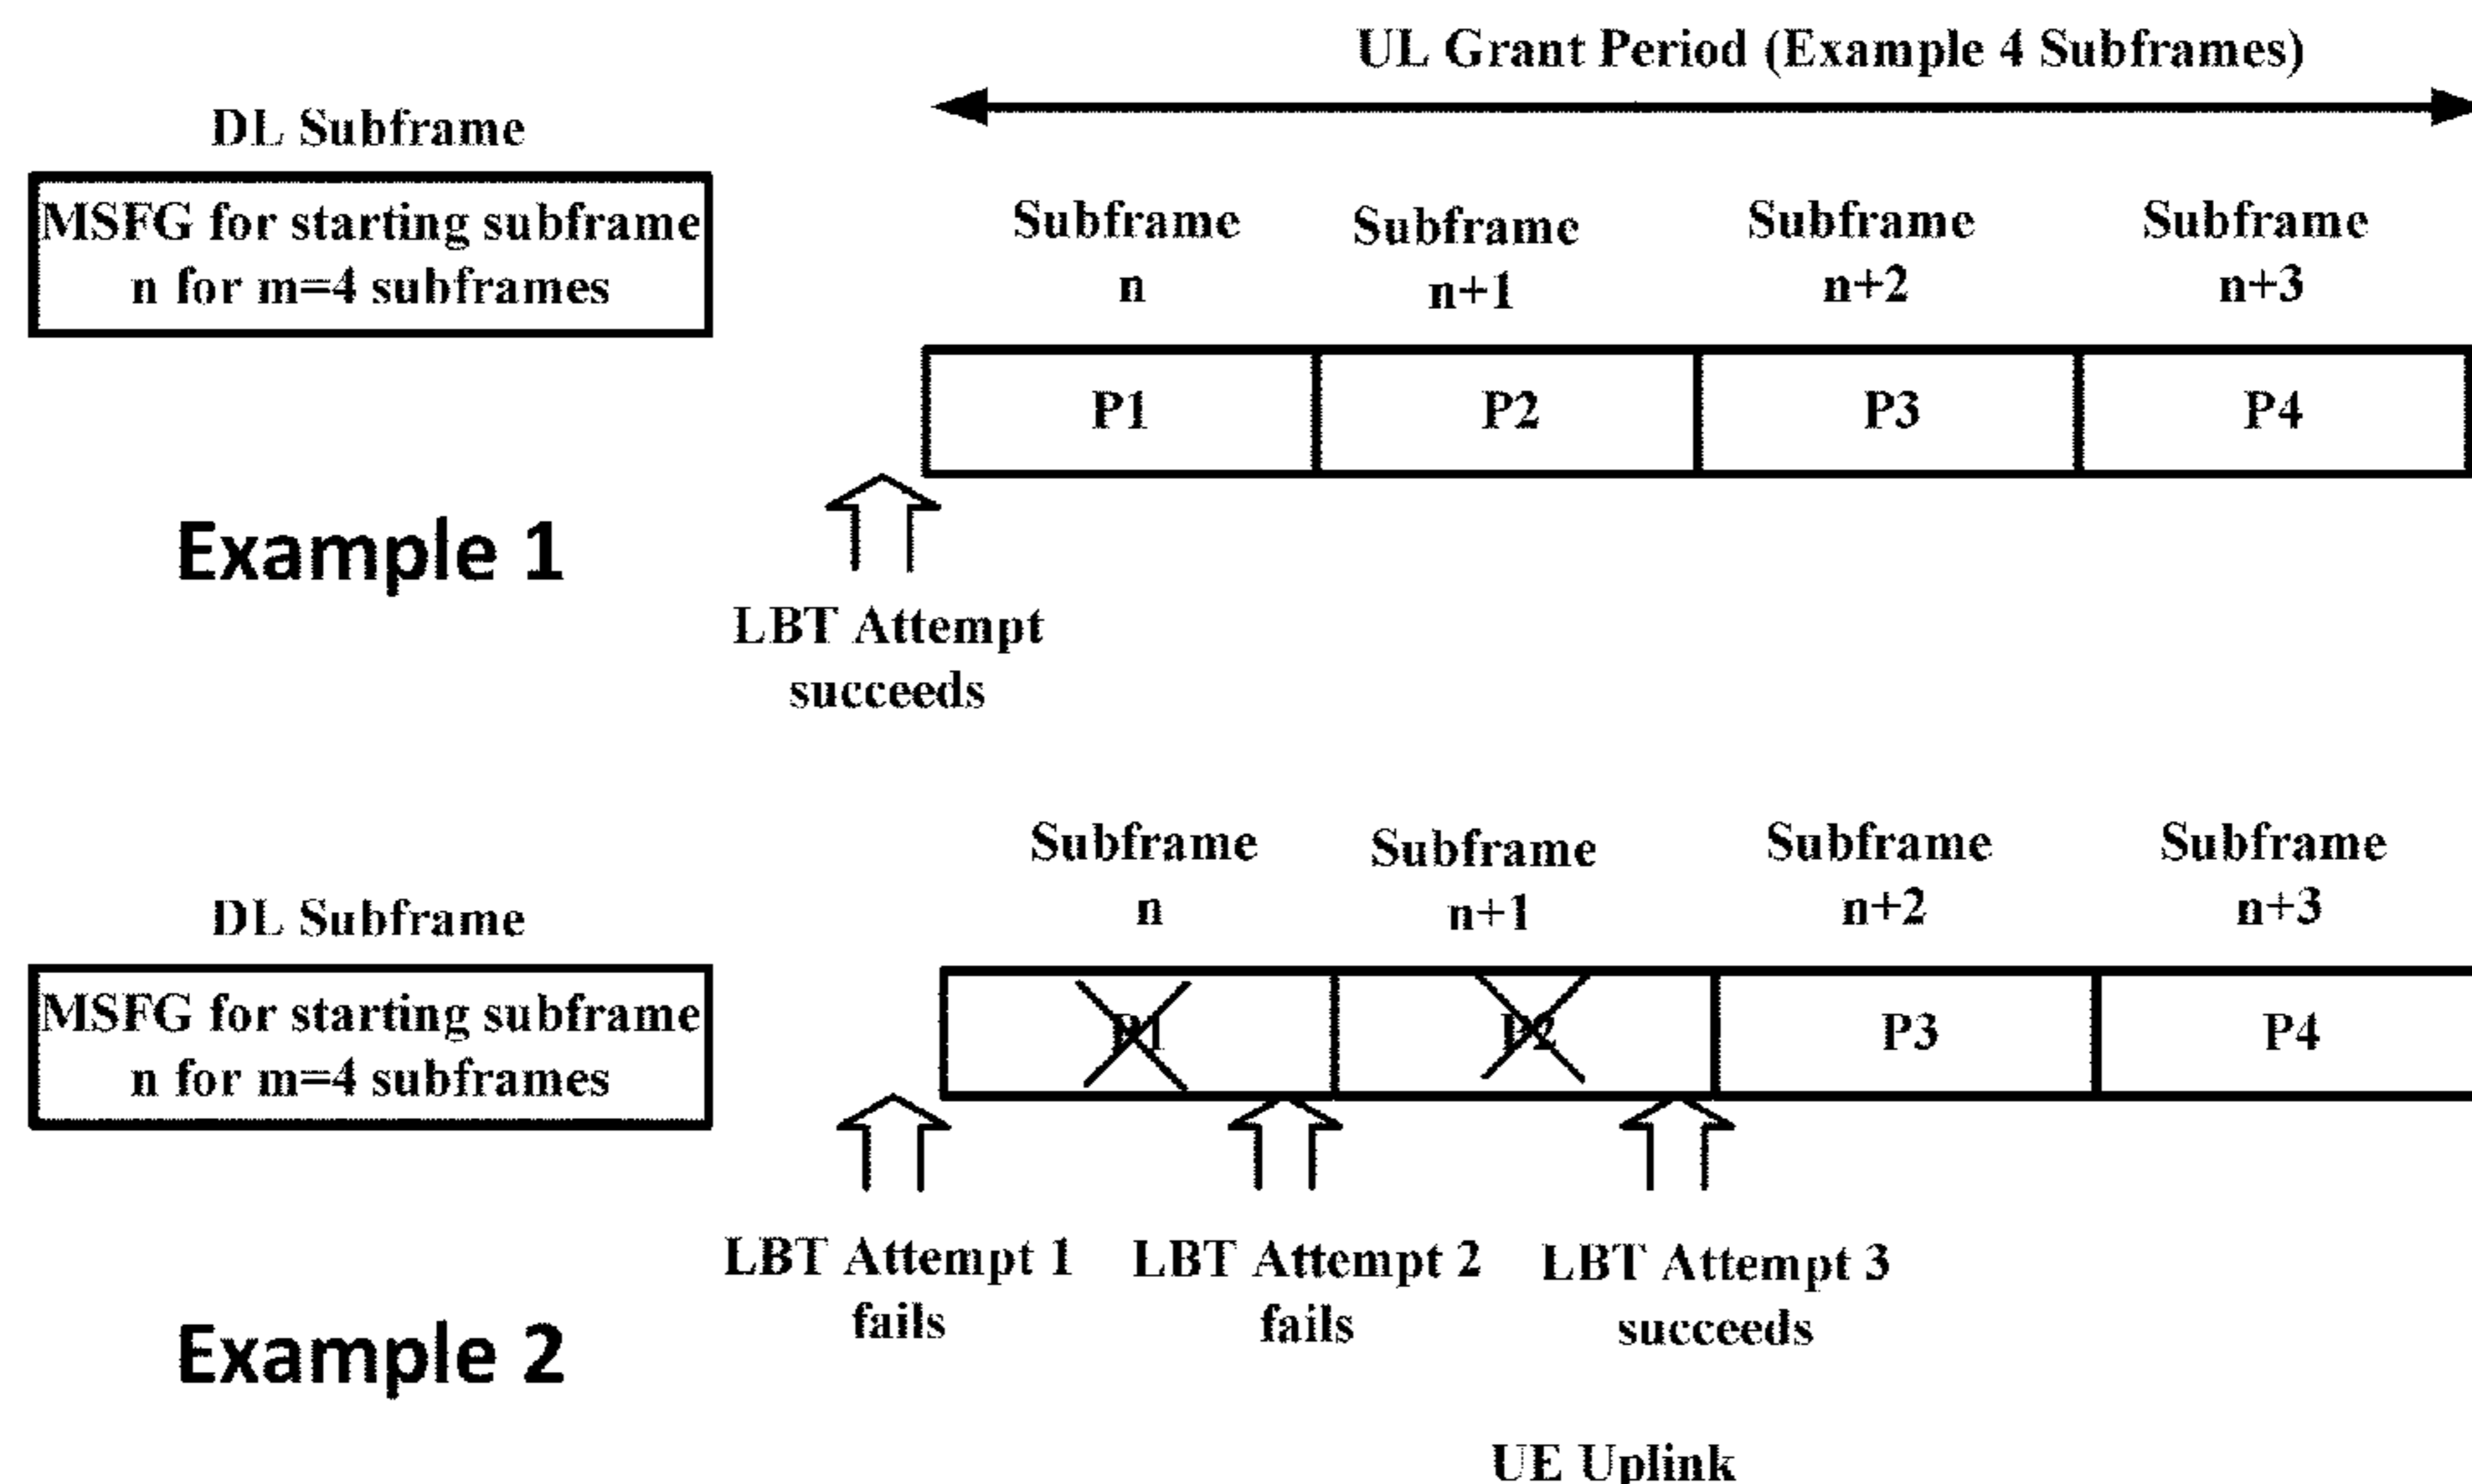 UL Grant Period (Example 4 Subframes)
DL Subframe
MSFG for starting subframe
n for m=4 subframes
Subframe
n
Subframe
n+1
Subframe
n+2
Subframe
n+3
P1
P2
P3
P4
Example 1
LBT Attempt
succeeds
DL Subframe
MSFG for starting subframe
n for m=4 subframes
Subframe
n
Subframe
n+1
Subframe
n+2
Subframe
n+3
P1
P2
P3
P4
LBT Attempt 1
fails
LBT Attempt 2
fails
LBT Attempt 3
succeeds
Example 2
UE Uplink